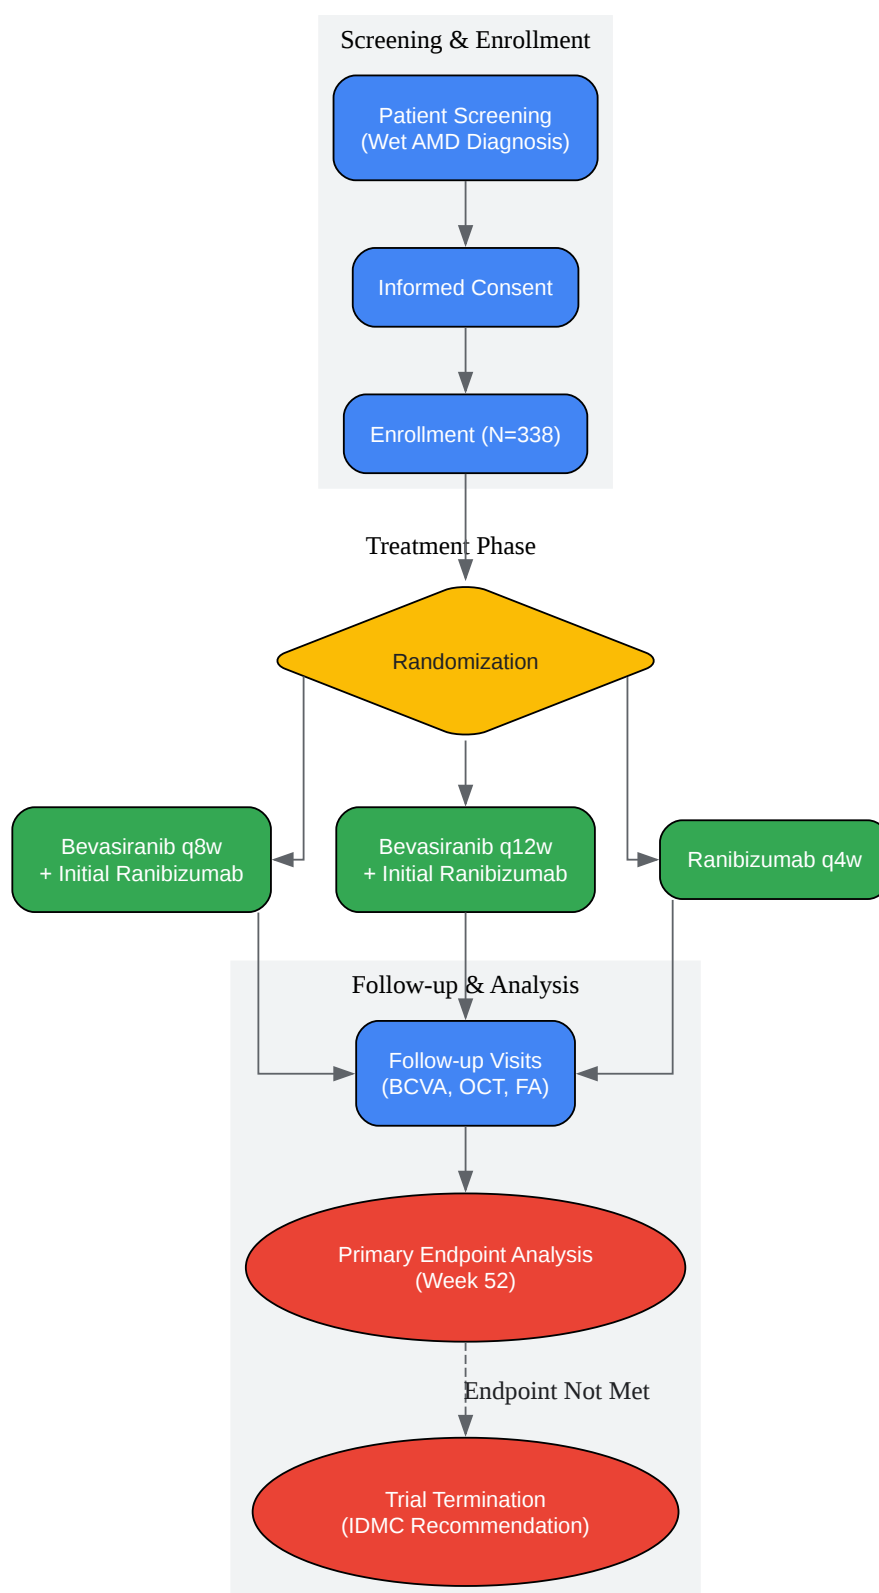 Screening & Enrollment
Patient Screening
(Wet AMD Diagnosis)
Informed Consent
Enrollment (N=338)
Treatment Phase
Randomization
Bevasiranib q8w
+ Initial Ranibizumab
Bevasiranib q12w
+ Initial Ranibizumab
Ranibizumab q4w
Follow-up & Analysis
Follow-up Visits
(BCVA, OCT, FA)
Primary Endpoint Analysis
(Week 52)
Endpoint Not Met
Trial Termination
(IDMC Recommendation)